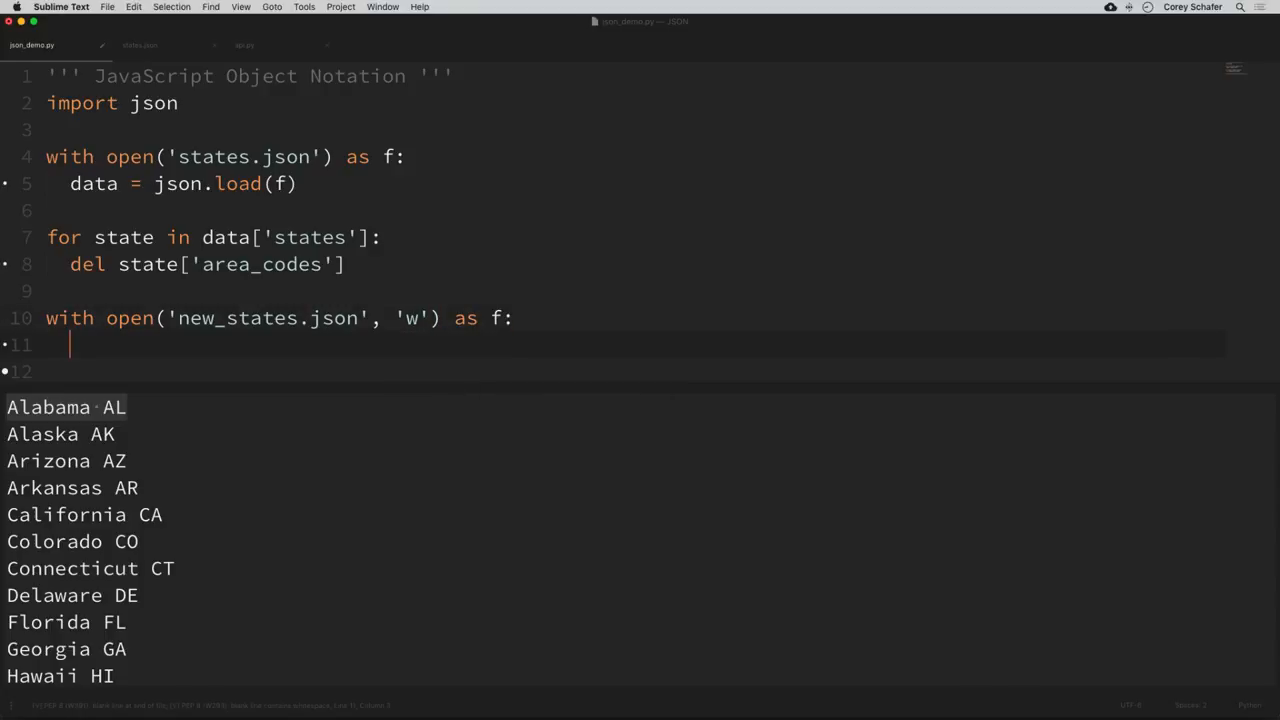 Sublime Text File Edit Selection Find View Goto Tools Project Window Help Corey Schafer
json_demo.py — JSON
json_demo.py states.json api.py
1 ''' JavaScript Object Notation '''
2 import json
3
4 with open('states.json') as f:
5 data = json.load(f)
6
7 for state in data['states']:
8 del state['area_codes']
9
10 with open('new_states.json', 'w') as f:
11
12
Alabama AL
Alaska AK
Arizona AZ
Arkansas AR
California CA
Colorado CO
Connecticut CT
Delaware DE
Florida FL
Georgia GA
Hawaii HI
UTF-8 Spaces: 2 Python